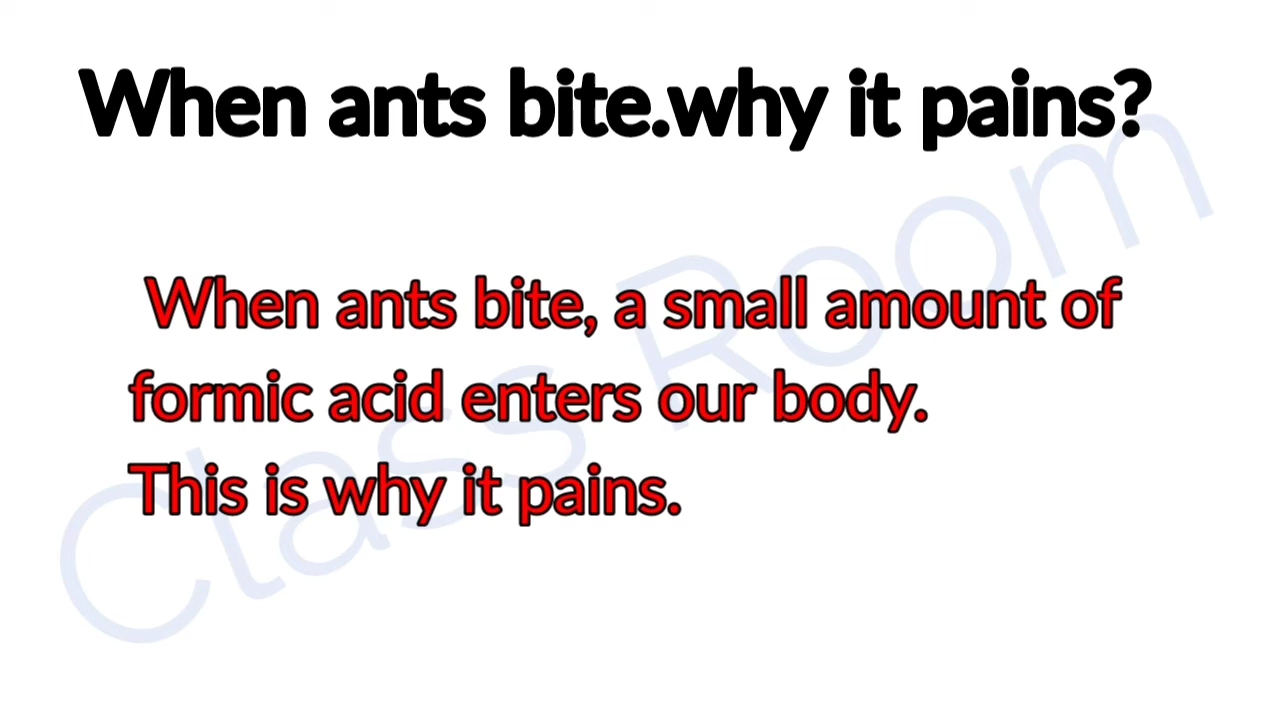 When ants bite.why it pains?
When ants bite, a small amount of
formic acid enters our body.
This is why it pains.
Class Room